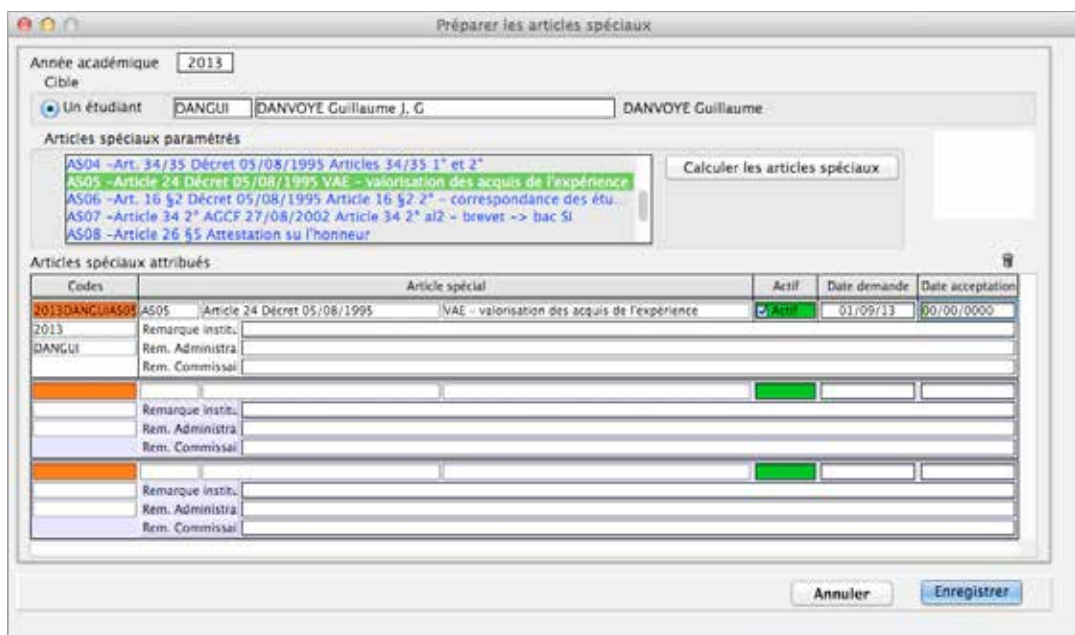 Préparer les articles spéciaux
Année académique 2013
Cible
Un étudiant DANGUI DANVOYE Guillaume J, G DANVOYE Guillaume
Articles spéciaux paramétrés
AS04 -Art. 34/35 Décret 05/08/1995 Articles 34/35 1° et 2°
AS05 -Article 24 Décret 05/08/1995 VAE - valorisation des acquis de l'expérience
AS06 -Art. 16 §2 Décret 05/08/1995 Article 16 §2 2° - correspondance des étu...
AS07 -Article 34 2° AGCF 27/08/2002 Article 34 2° al2 - brevet -> bac SI
AS08 -Article 26 §5 Attestation su l'honneur
Calculer les articles spéciaux
Articles spéciaux attribués
Codes Article spécial Actif Date demande Date acceptation
2013DANGUIAS05 AS05 Article 24 Décret 05/08/1995 VAE - valorisation des acquis de l'expérience Actif 01/09/13 00/00/0000
2013 Remarque institu
DANGUI Rem. Administra
Rem. Commissai
Remarque institu
Rem. Administra
Rem. Commissai
Remarque institu
Rem. Administra
Rem. Commissai
Annuler Enregistrer